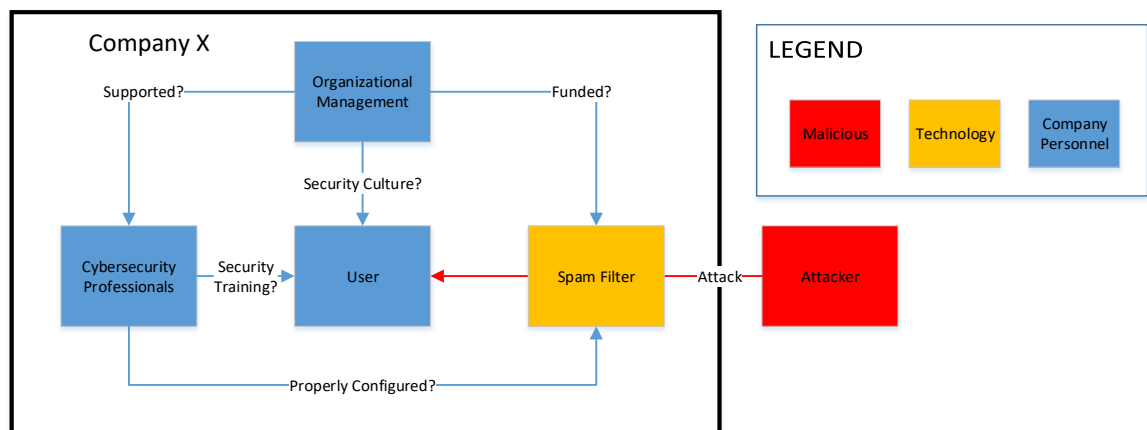 Company X
Organizational
Management
Supported?
Funded?
Security Culture?
Cybersecurity
Professionals
Security
Training?
User
Spam Filter
Attack
Attacker
Properly Configured?
LEGEND
Malicious
Technology
Company
Personnel